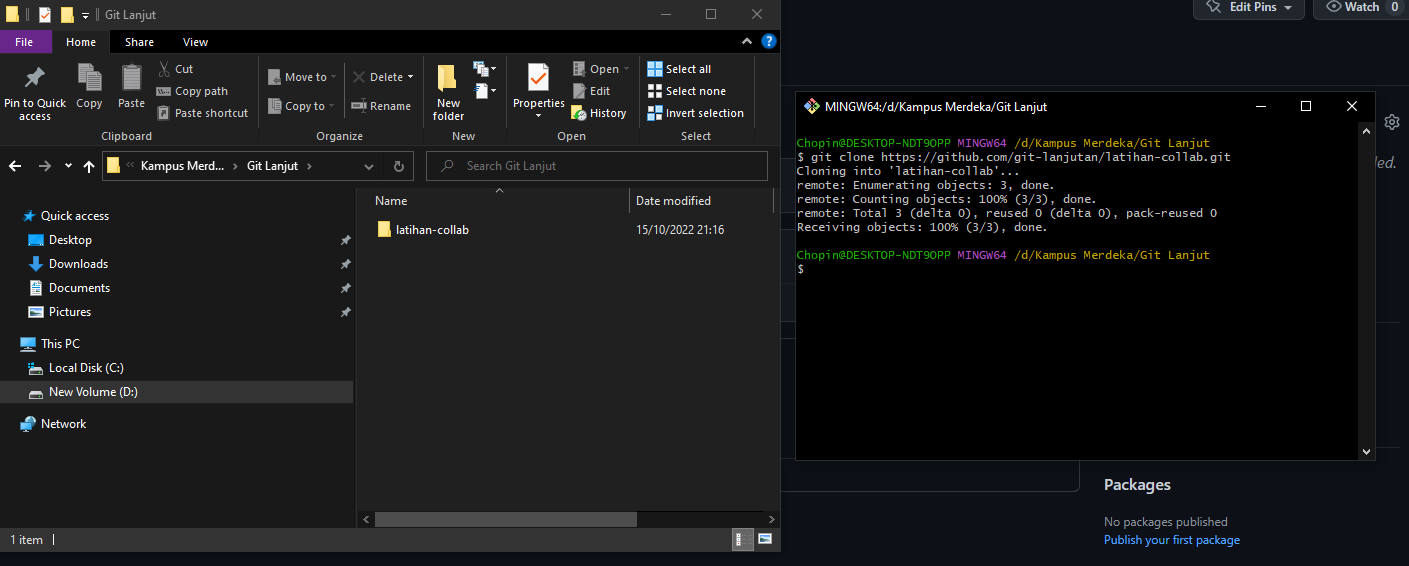 Git Lanjut
File Home Share View
Pin to Quick access
Copy
Paste
Cut
Copy path
Paste shortcut
Clipboard
Move to
Copy to
Delete
Rename
Organize
New folder
New
Properties
Open
Edit
History
Open
Select all
Select none
Invert selection
Select
Kampus Merd... Git Lanjut
Search Git Lanjut
Quick access
Desktop
Downloads
Documents
Pictures
This PC
Local Disk (C:)
New Volume (D:)
Network
Name Date modified
latihan-collab 15/10/2022 21:16
1 item
Edit Pins Watch 0
MINGW64:/d/Kampus Merdeka/Git Lanjut
Chopin@DESKTOP-NDT9OPP MINGW64 /d/Kampus Merdeka/Git Lanjut
$ git clone https://github.com/git-lanjutan/latihan-collab.git
Cloning into 'latihan-collab'...
remote: Enumerating objects: 3, done.
remote: Counting objects: 100% (3/3), done.
remote: Total 3 (delta 0), reused 0 (delta 0), pack-reused 0
Receiving objects: 100% (3/3), done.
Chopin@DESKTOP-NDT9OPP MINGW64 /d/Kampus Merdeka/Git Lanjut
$
Packages
No packages published
Publish your first package